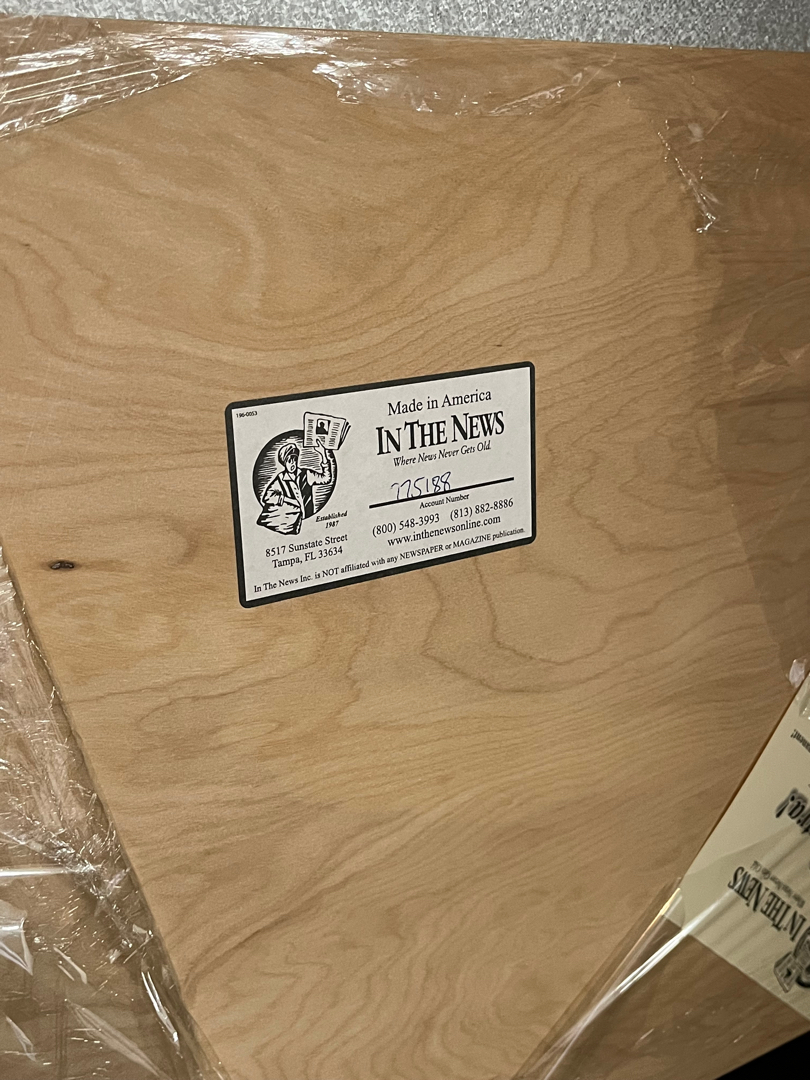 196-0053
Made in America
IN THE NEWS
Where News Never Gets Old.
775188
Account Number
Established
1987
(800) 548-3993 (813) 882-8886
www.inthenewsonline.com
8517 Sunstate Street
Tampa, FL 33634
In The News Inc. is NOT affiliated with any NEWSPAPER or MAGAZINE publication.
IN THE NEWS